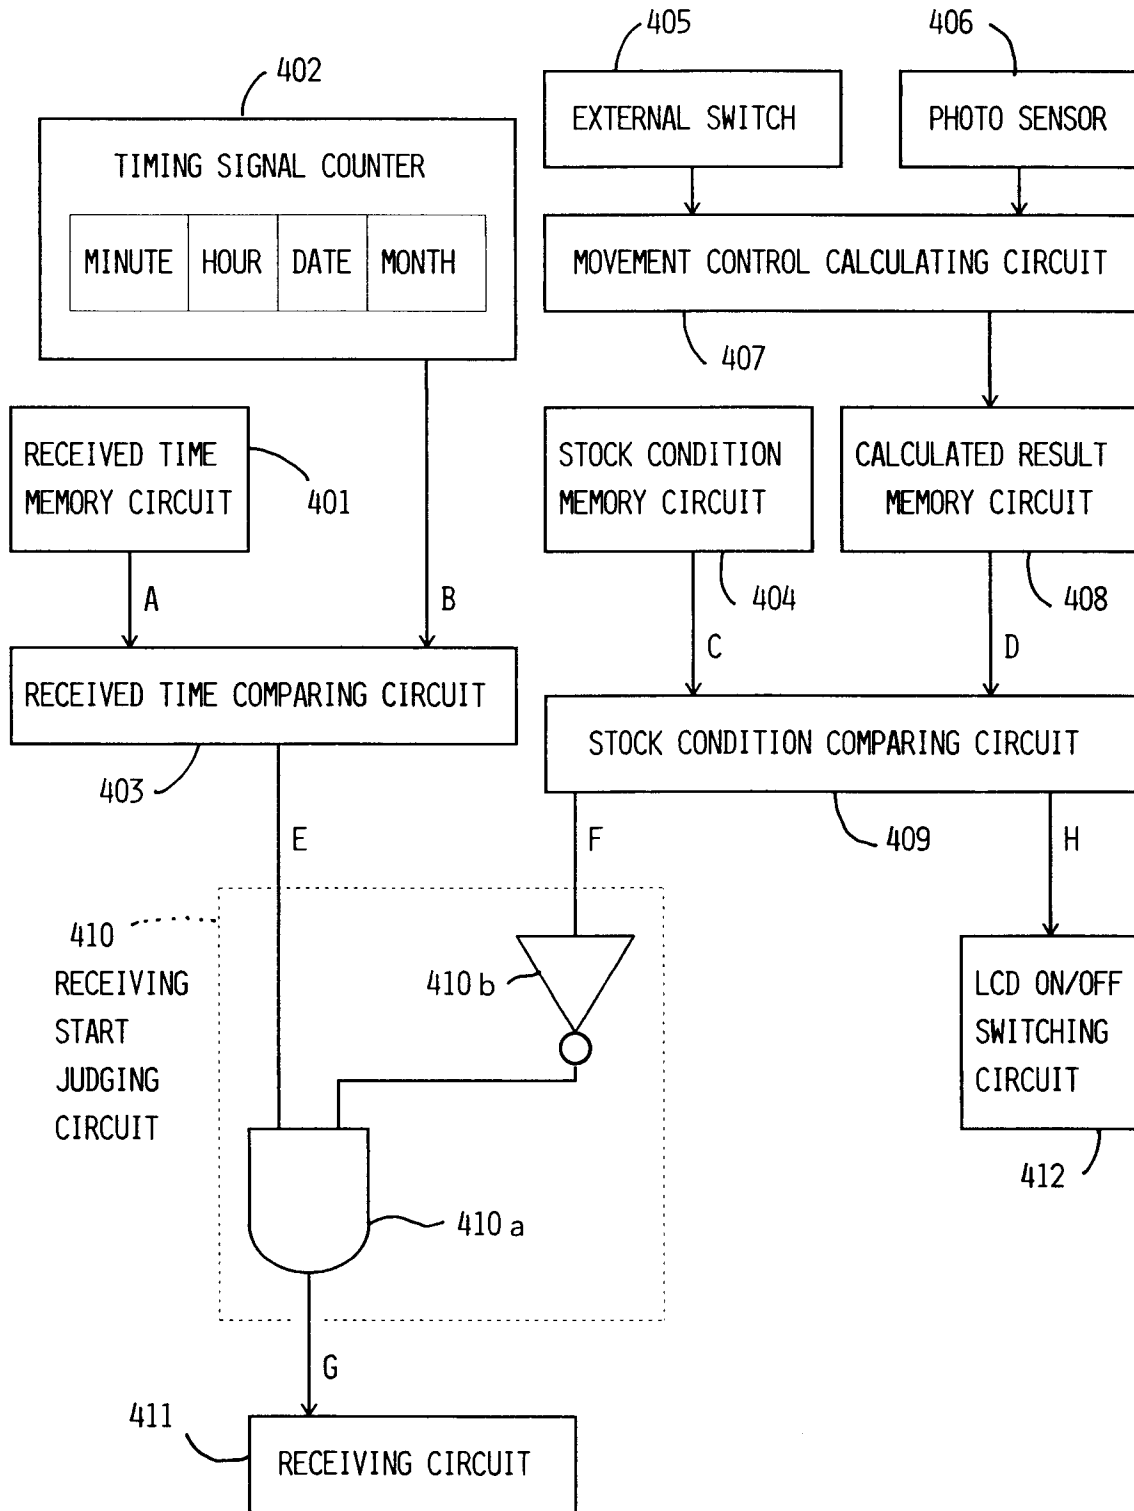 405
406
402
EXTERNAL SWITCH
PHOTO SENSOR
TIMING SIGNAL COUNTER
MINUTE HOUR DATE MONTH
MOVEMENT CONTROL CALCULATING CIRCUIT
407
RECEIVED TIME
MEMORY CIRCUIT
401
STOCK CONDITION
MEMORY CIRCUIT
CALCULATED RESULT
MEMORY CIRCUIT
A
B
404
408
C
D
RECEIVED TIME COMPARING CIRCUIT
STOCK CONDITION COMPARING CIRCUIT
403
E
F
409
H
410
RECEIVING
START
JUDGING
CIRCUIT
410b
LCD ON/OFF
SWITCHING
CIRCUIT
412
410a
G
411
RECEIVING CIRCUIT